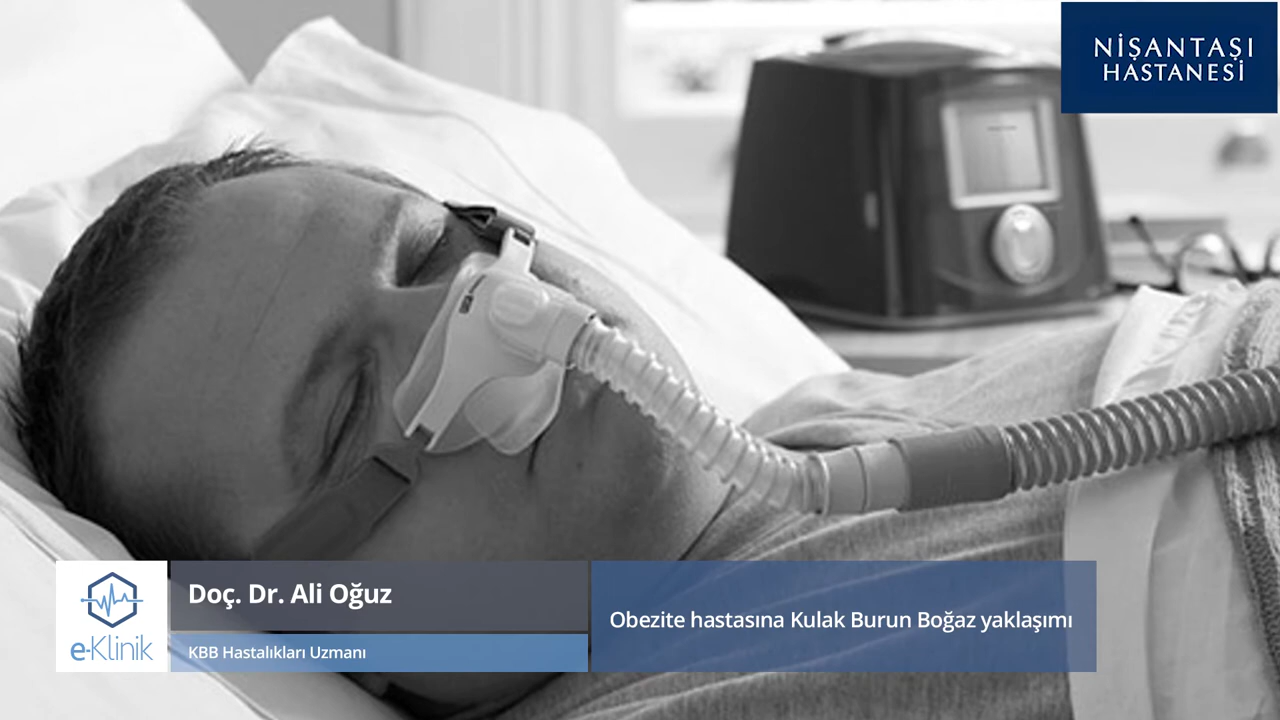 NİŞANTAŞI
HASTANESİ
Doç. Dr. Ali Oğuz
Obezite hastasına Kulak Burun Boğaz yaklaşımı
e-Klinik
KBB Hastalıkları Uzmanı